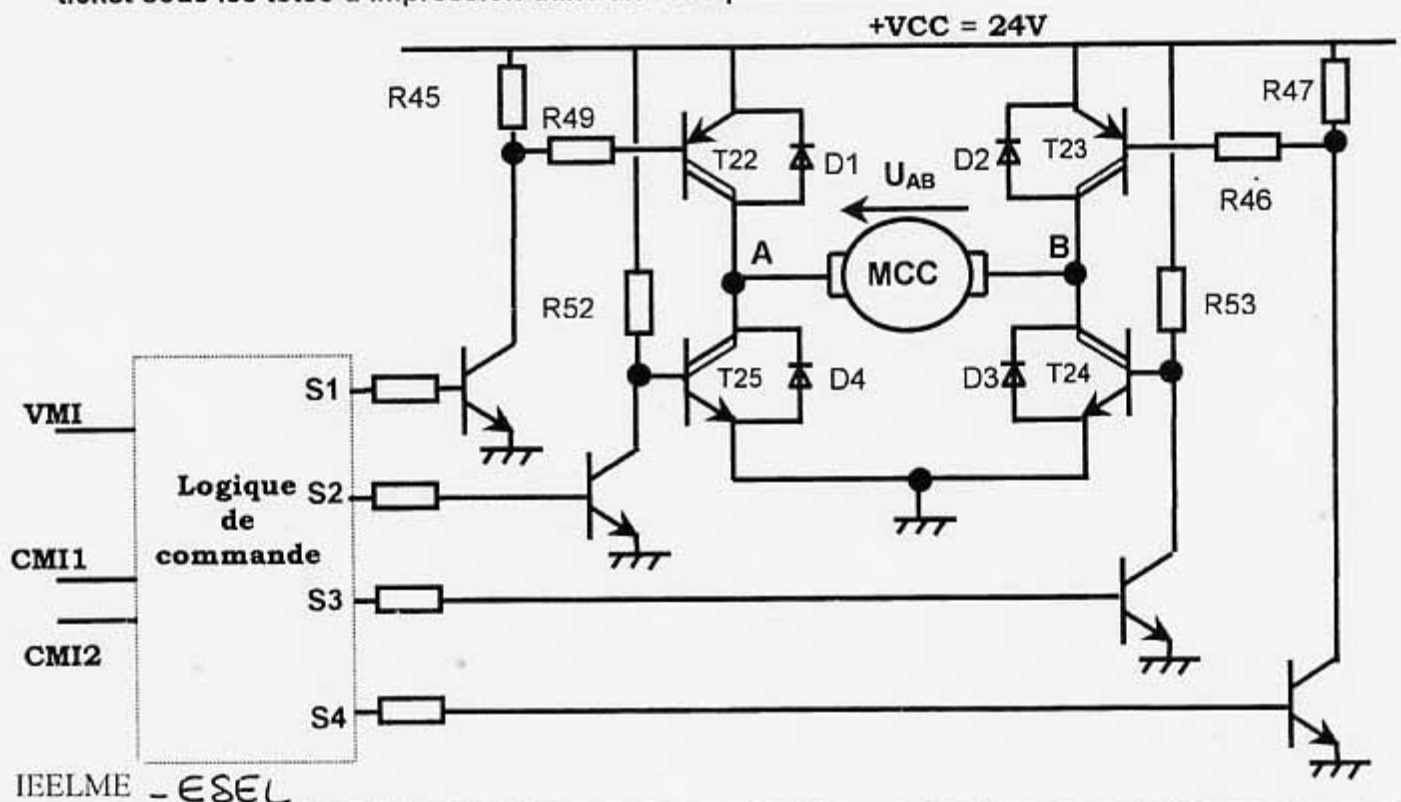 +VCC = 24V
R45
R49
R47
T22
D1
D2
T23
UAB
R46
A
MCC
B
R52
R53
T25
D4
D3
T24
S1
VMI
Logique
de
commande
S2
CMI1
S3
CMI2
S4
IEELME - ESEL